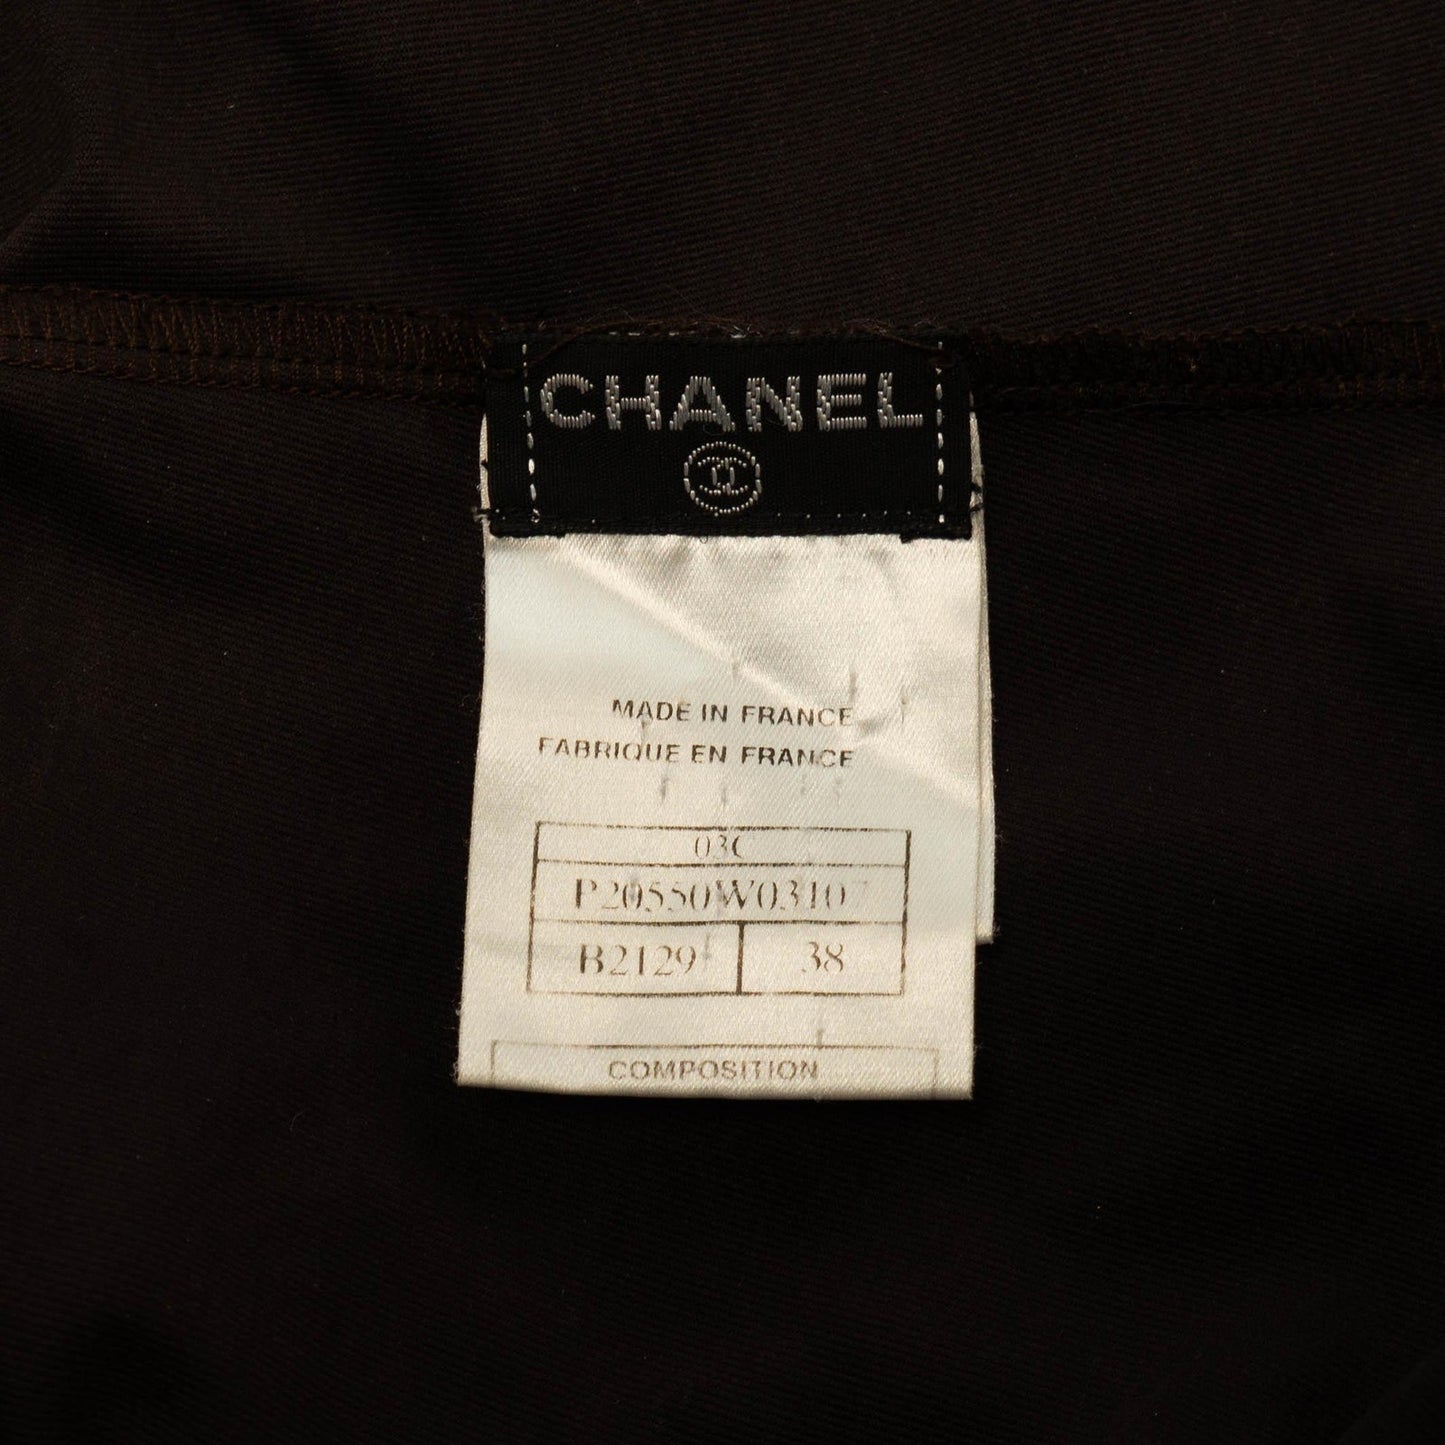 CHANEL
MADE IN FRANCE
FABRIQUE EN FRANCE
03C
P20550W03107
B2129 38
COMPOSITION